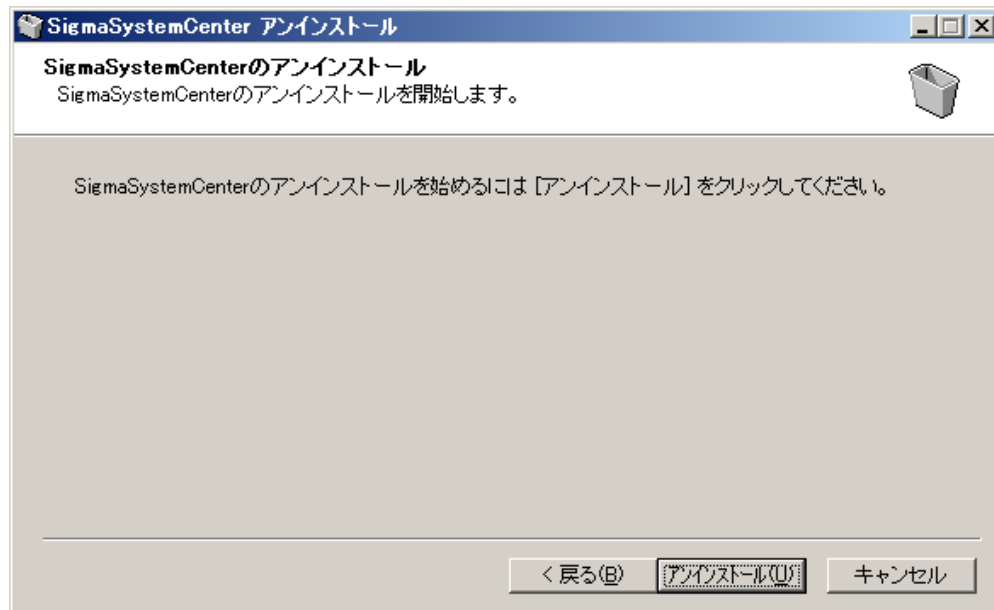 SigmaSystemCenter アンインストール
SigmaSystemCenterのアンインストール
SigmaSystemCenterのアンインストールを開始します。
SigmaSystemCenterのアンインストールを始めるには [アンインストール] をクリックしてください。
< 戻る(B) アンインストール(U) キャンセル